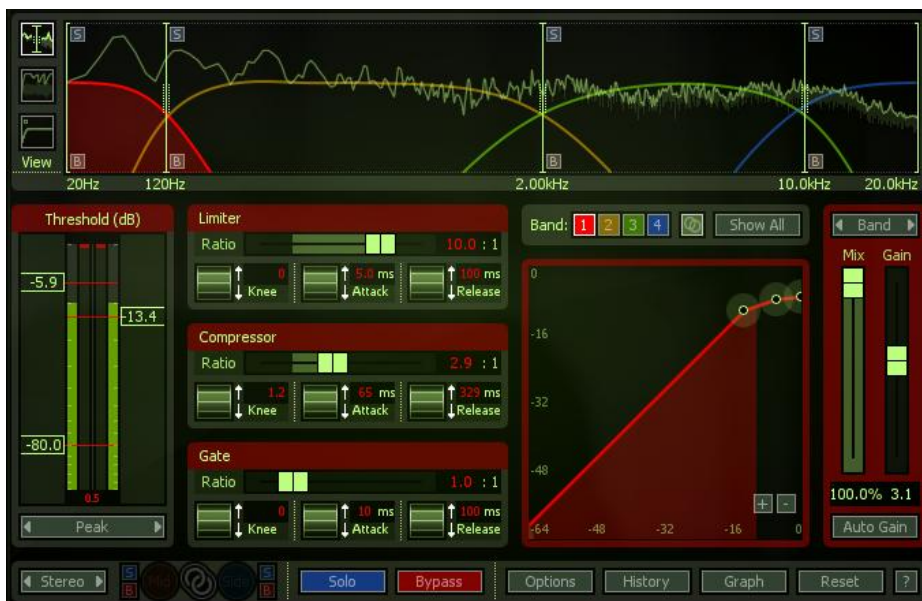 S S S
View B B B
20Hz 120Hz 2.00kHz 10.0kHz 20.0kHz
Threshold (dB)
-5.9
-13.4
-80.0
0.5
Peak
Limiter
Ratio 10.0 : 1
0 5.0 ms 100 ms
Knee Attack Release
Compressor
Ratio 2.9 : 1
1.2 65 ms 329 ms
Knee Attack Release
Gate
Ratio 1.0 : 1
0 10 ms 100 ms
Knee Attack Release
Band: 1 2 3 4 Show All
0
-16
-32
-48
+ -
-64 -48 -32 -16 0
Band
Mix Gain
100.0% 3.1
Auto Gain
Stereo S B Mid Side S B Solo Bypass Options History Graph Reset ?